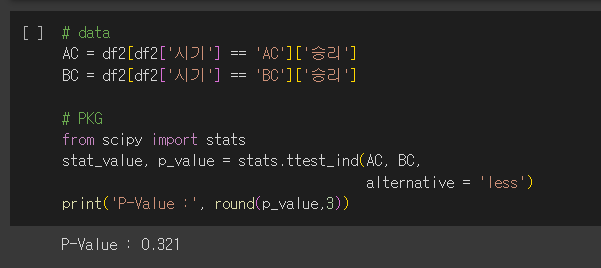 [ ] # data
AC = df2[df2['시기'] == 'AC']['승리']
BC = df2[df2['시기'] == 'BC']['승리']
# PKG
from scipy import stats
stat_value, p_value = stats.ttest_ind(AC, BC,
alternative = 'less')
print('P-Value :', round(p_value,3))
P-Value : 0.321